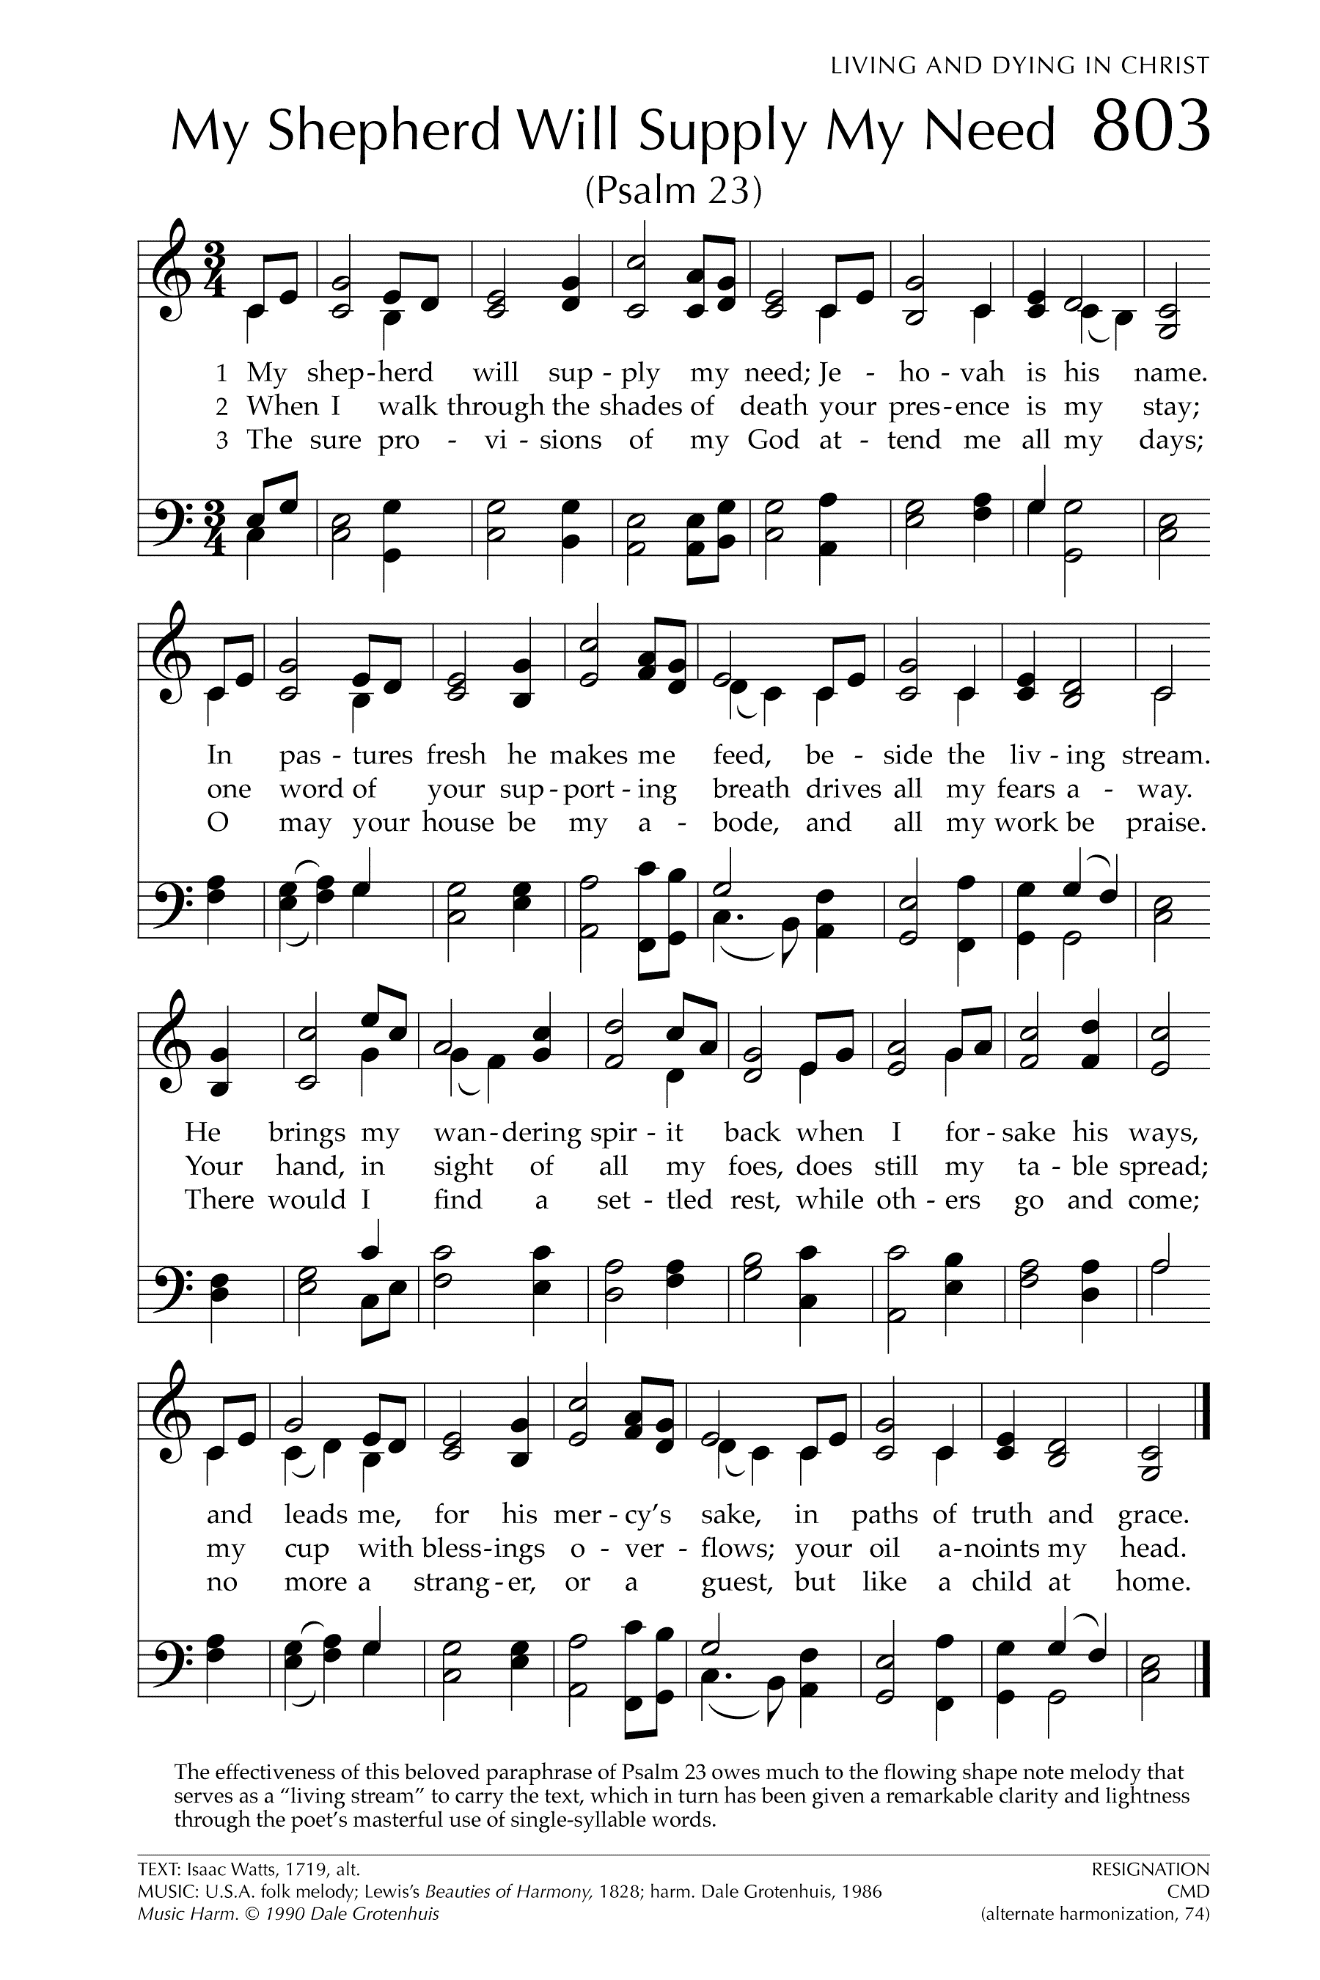 LIVING AND DYING IN CHRIST
My Shepherd Will Supply My Need 803
(Psalm 23)
1 My shep-herd will sup - ply my need; Je - ho - vah is his name.
2 When I walk through the shades of death your pres-ence is my stay;
3 The sure pro - vi - sions of my God at - tend me all my days;
In pas - tures fresh he makes me feed, be - side the liv - ing stream.
one word of your sup - port - ing breath drives all my fears a - way.
O may your house be my a - bode, and all my work be praise.
He brings my wan - dering spir - it back when I for - sake his ways,
Your hand, in sight of all my foes, does still my ta - ble spread;
There would I find a set - tled rest, while oth - ers go and come;
and leads me, for his mer - cy's sake, in paths of truth and grace.
my cup with bless-ings o - ver - flows; your oil a-noints my head.
no more a strang - er, or a guest, but like a child at home.
The effectiveness of this beloved paraphrase of Psalm 23 owes much to the flowing shape note melody that
serves as a “living stream” to carry the text, which in turn has been given a remarkable clarity and lightness
through the poet's masterful use of single-syllable words.
TEXT: Isaac Watts, 1719, alt. RESIGNATION
MUSIC: U.S.A. folk melody; Lewis's Beauties of Harmony, 1828; harm. Dale Grotenhuis, 1986 CMD
Music Harm. © 1990 Dale Grotenhuis (alternate harmonization, 74)